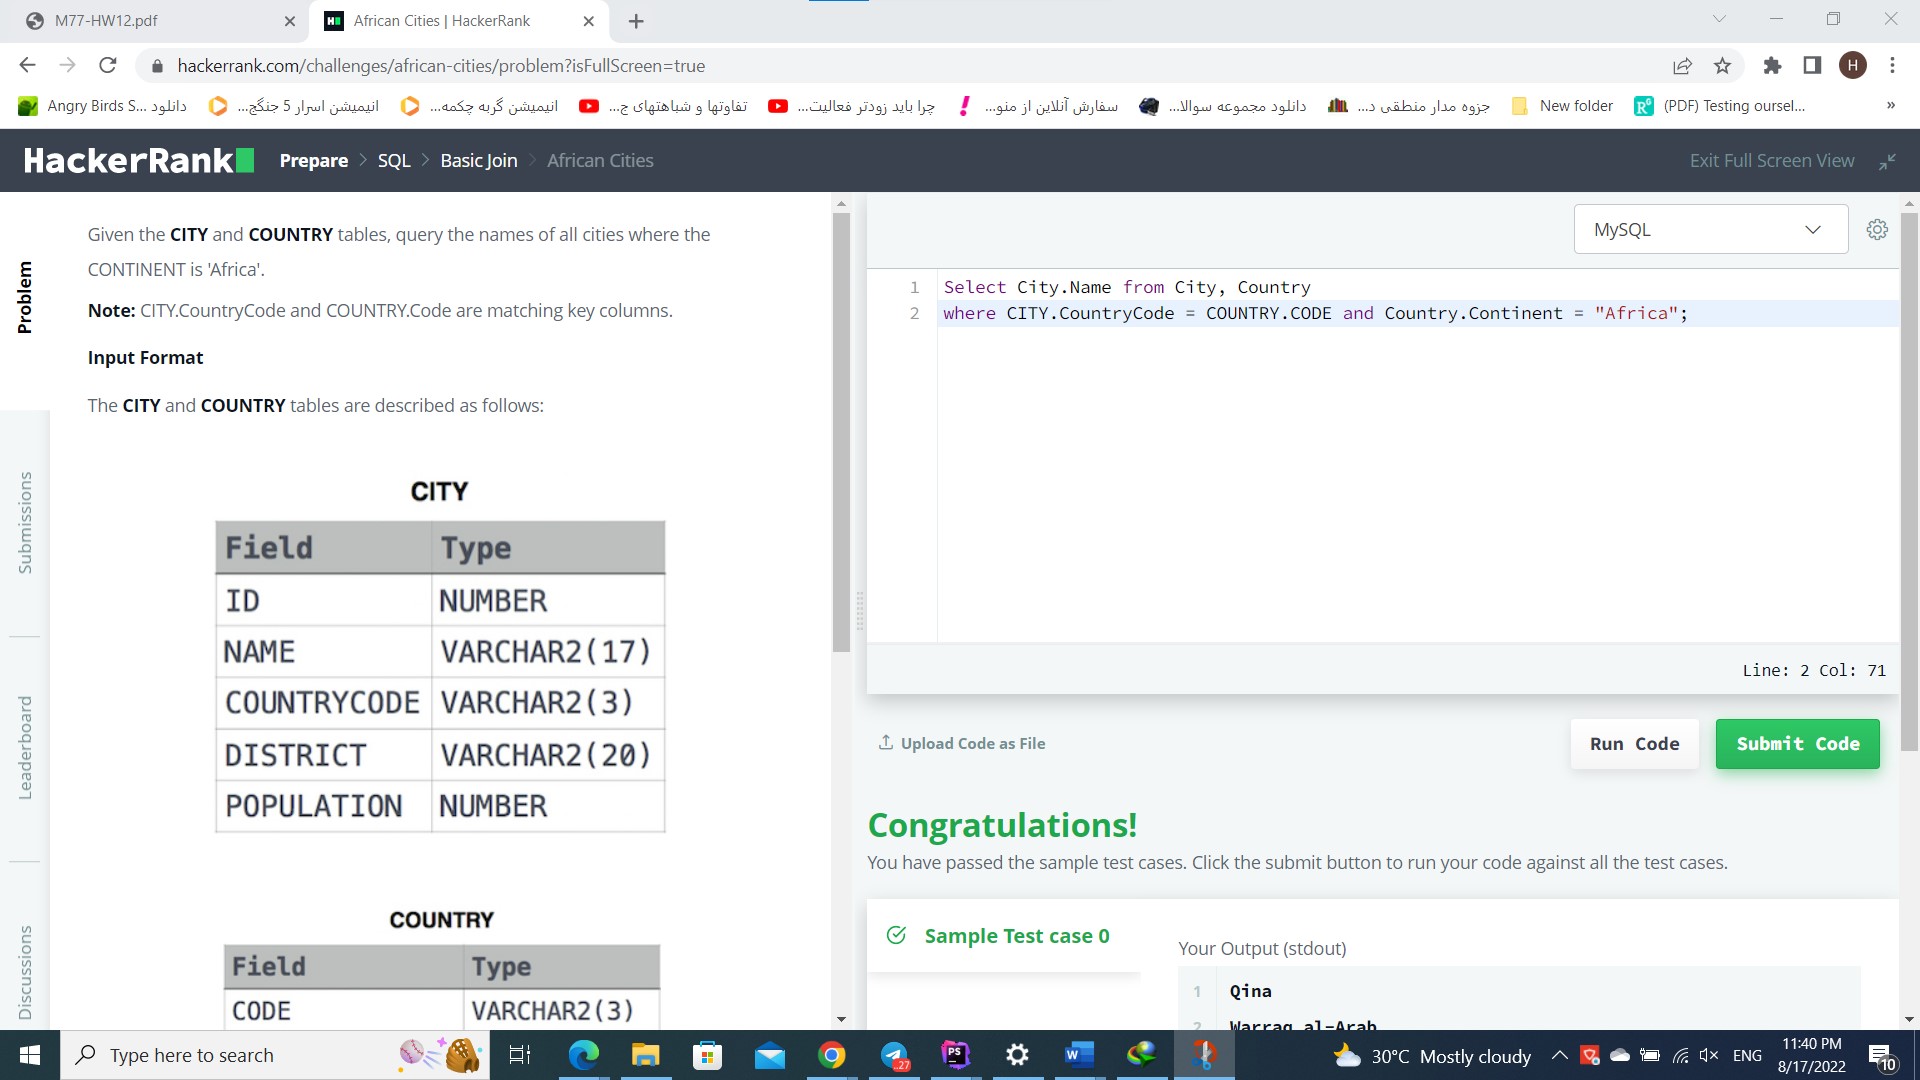 M77-HW12.pdf
African Cities | HackerRank
hackerrank.com/challenges/african-cities/problem?isFullScreen=true
H
Angry Birds S... دانلود
انیمیشن اسرار 5 جنگج...
انیمیشن گربه چکمه...
تفاوتها و شباهتهای ج...
چرا باید زودتر فعالیت...
سفارش آنلاین از منو...
دانلود مجموعه سوالا...
جزوه مدار منطقی د...
New folder
(PDF) Testing oursel...
»
HackerRank
Prepare > SQL > Basic Join > African Cities
Exit Full Screen View
Problem
Submissions
Leaderboard
Discussions
Given the CITY and COUNTRY tables, query the names of all cities where the
CONTINENT is 'Africa'.
Note: CITY.CountryCode and COUNTRY.Code are matching key columns.
Input Format
The CITY and COUNTRY tables are described as follows:
CITY
Field Type
ID NUMBER
NAME VARCHAR2(17)
COUNTRYCODE VARCHAR2(3)
DISTRICT VARCHAR2(20)
POPULATION NUMBER
COUNTRY
Field Type
CODE VARCHAR2(3)
MySQL
1 Select City.Name from City, Country
2 where CITY.CountryCode = COUNTRY.CODE and Country.Continent = "Africa";
Line: 2 Col: 71
Upload Code as File
Run Code
Submit Code
Congratulations!
You have passed the sample test cases. Click the submit button to run your code against all the test cases.
Sample Test case 0
Your Output (stdout)
1 Qina
2 Warraq al-Arab
Type here to search
PS
..27
W
30°C Mostly cloudy
ENG
11:40 PM
8/17/2022
10